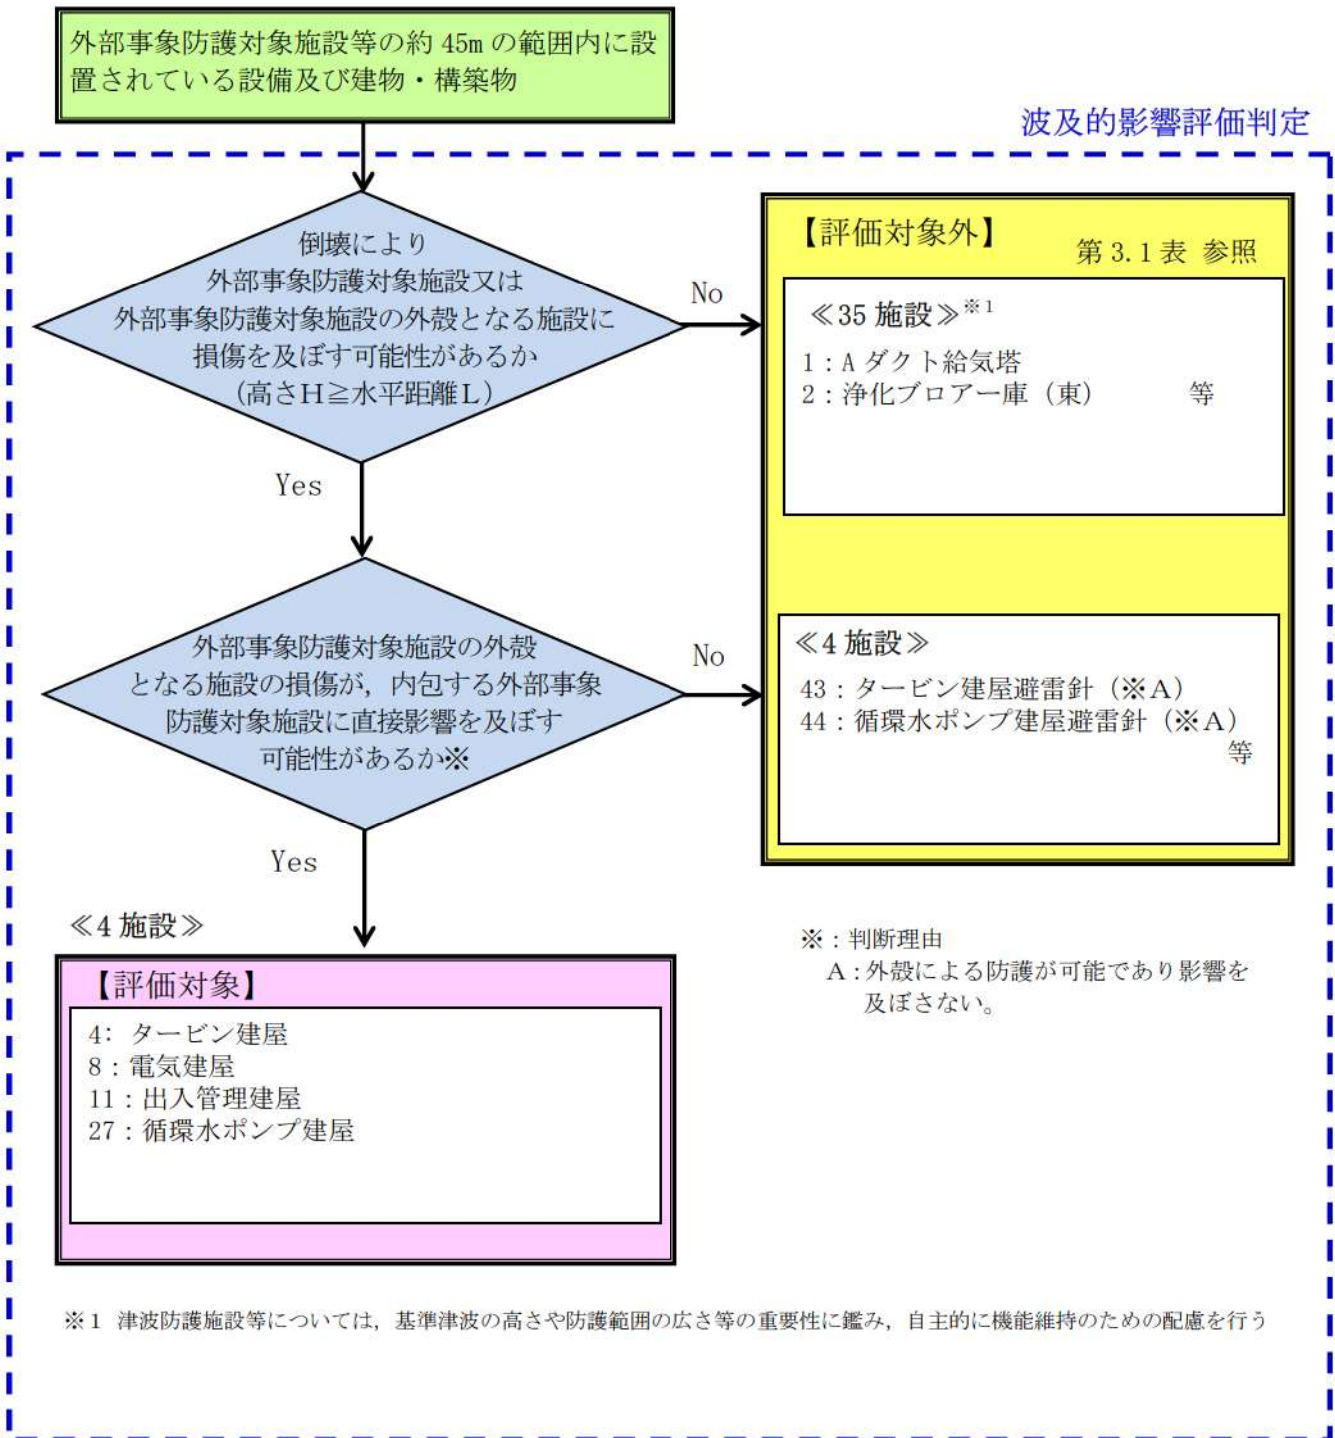 外部事象防護対象施設等の約 45m の範囲内に設
置されている設備及び建物・構築物
波及的影響評価判定
倒壊により
外部事象防護対象施設又は
外部事象防護対象施設の外殻となる施設に
損傷を及ぼす可能性があるか
(高さH≧水平距離L)
No
Yes
【評価対象外】
第 3.1 表 参照
≪35 施設≫※1
1：A ダクト給気塔
2：浄化ブロアー庫（東） 等
外部事象防護対象施設の外殻
となる施設の損傷が，内包する外部事象
防護対象施設に直接影響を及ぼす
可能性があるか※
No
Yes
≪4 施設≫
43：タービン建屋避雷針（※A）
44：循環水ポンプ建屋避雷針（※A）
等
≪4 施設≫
【評価対象】
4： タービン建屋
8：電気建屋
11：出入管理建屋
27：循環水ポンプ建屋
※：判断理由
A：外殻による防護が可能であり影響を
及ぼさない。
※1 津波防護施設等については，基準津波の高さや防護範囲の広さ等の重要性に鑑み，自主的に機能維持のための配慮を行う